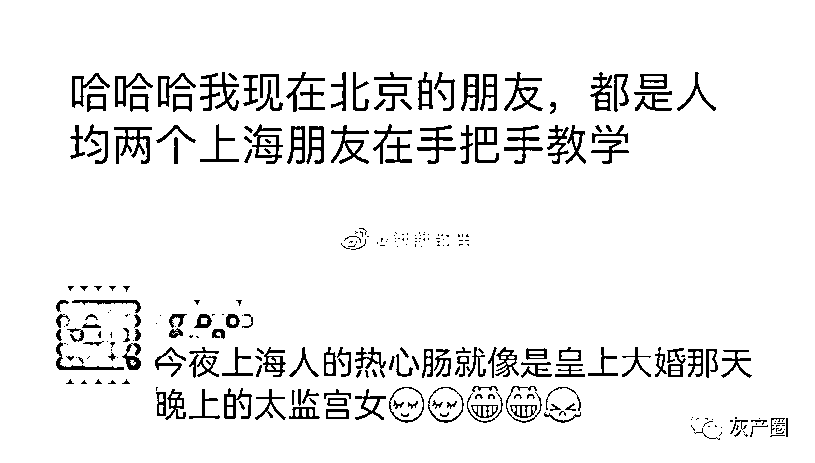 哈哈哈我现在北京的朋友，都是人
均两个上海朋友在手把手教学
今夜上海人的热心肠就像是皇上大婚那天
晚上的太监宫女
灰产圈